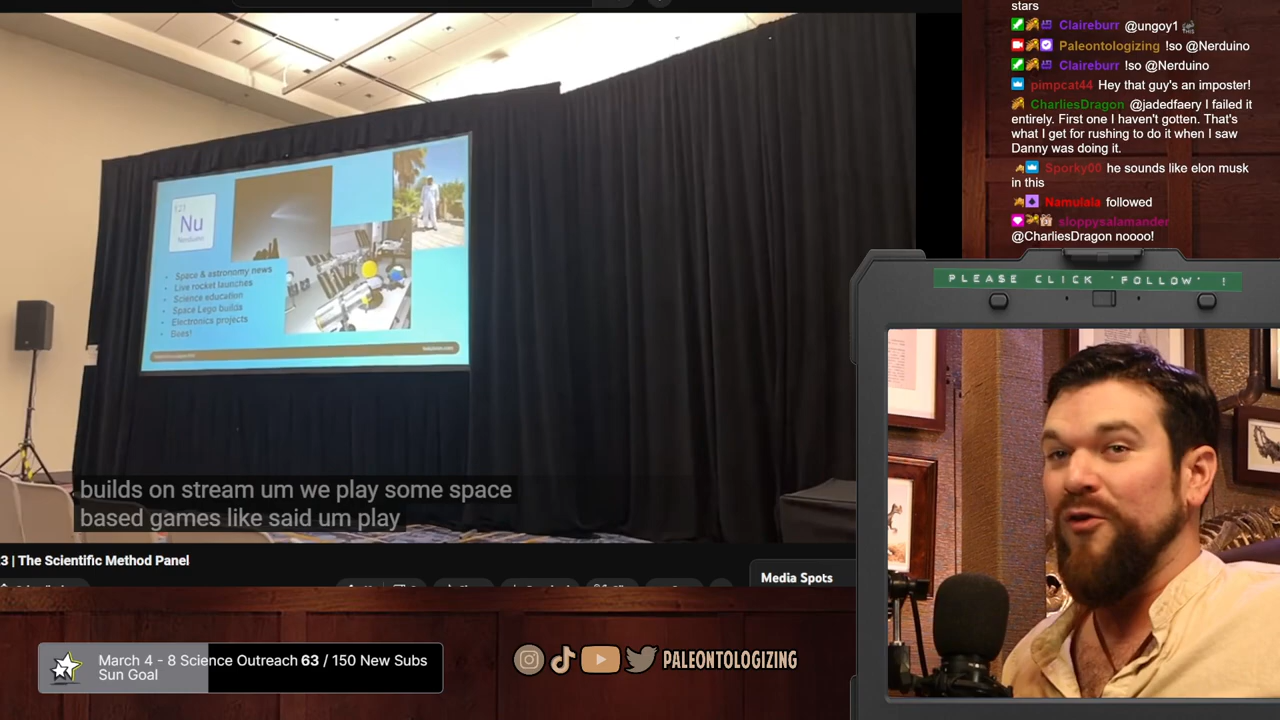 stars
Claireburr @ungoy1
Paleontologizing !so @Nerduino
Claireburr !so @Nerduino
pimpcat44 Hey that guy's an imposter!
CharliesDragon @jadedfaery I failed it
entirely. First one I haven't gotten. That's
what I get for rushing to do it when I saw
Danny was doing it.
Sporky00 he sounds like elon musk
in this
Namulala followed
sloppysalamander
@CharliesDragon noooo!
PLEASE CLICK 'FOLLOW' !
Nu
Nerduino
• Space & astronomy news
• Live rocket launches
• Science education
• Space Lego builds
• Electronics projects
• Bees!
builds on stream um we play some space
based games like said um play
3 | The Scientific Method Panel
Media Spots
March 4 - 8 Science Outreach 63 / 150 New Subs
Sun Goal
PALEONTOLOGIZING